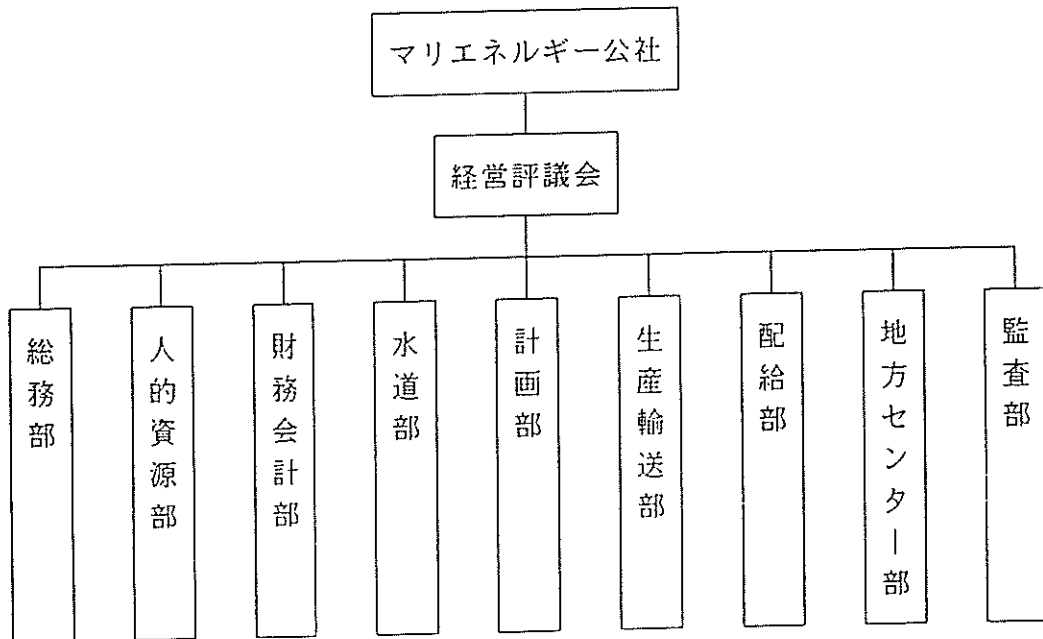 マリエネルギー公社
経営評議会
総務部
人的資源部
財務会計部
水道部
計画部
生産輸送部
配給部
地方センター部
監査部